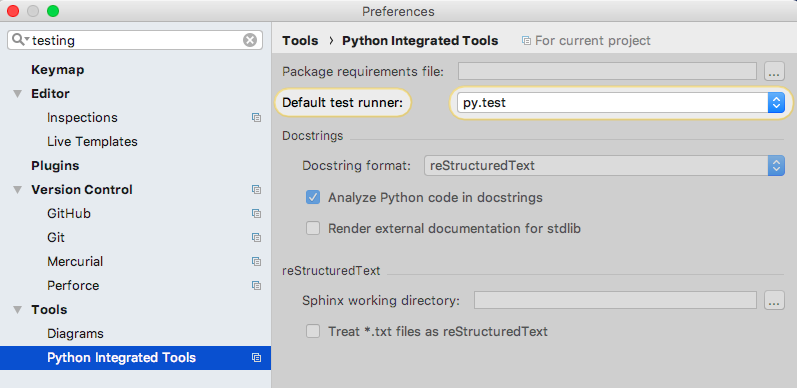 Preferences
testing
Tools › Python Integrated Tools For current project
Keymap
Package requirements file: ...
Editor
Default test runner: py.test
Inspections
Live Templates
Docstrings
Plugins
Docstring format: reStructuredText
Version Control
Analyze Python code in docstrings
GitHub
Render external documentation for stdlib
Git
Mercurial
reStructuredText
Perforce
Sphinx working directory: ...
Tools
Treat *.txt files as reStructuredText
Diagrams
Python Integrated Tools